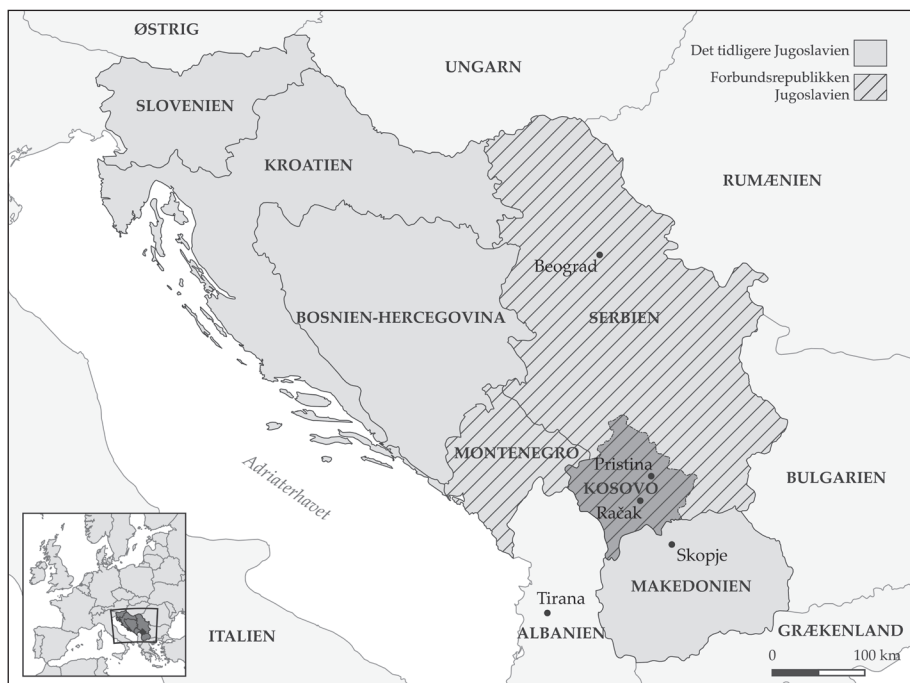 ØSTRIG
UNGARN
Det tidligere Jugoslavien
Forbundsrepublikken
Jugoslavien
SLOVENIEN
KROATIEN
RUMÆNIEN
Beograd
BOSNIEN-HERCEGOVINA
SERBIEN
MONTENEGRO
Pristina
KOSOVO
Račak
BULGARIEN
Adriaterhavet
Skopje
MAKEDONIEN
Tirana
ITALIEN
ALBANIEN
GRÆKENLAND
0 100 km